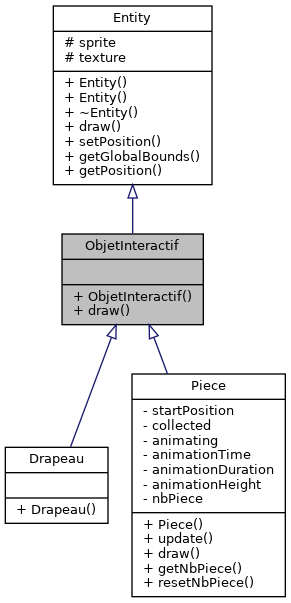 Entity
# sprite
# texture
+ Entity()
+ Entity()
+ ~Entity()
+ draw()
+ setPosition()
+ getGlobalBounds()
+ getPosition()
ObjetInteractif
+ ObjetInteractif()
+ draw()
Drapeau
+ Drapeau()
Piece
- startPosition
- collected
- animating
- animationTime
- animationDuration
- animationHeight
- nbPiece
+ Piece()
+ update()
+ draw()
+ getNbPiece()
+ resetNbPiece()